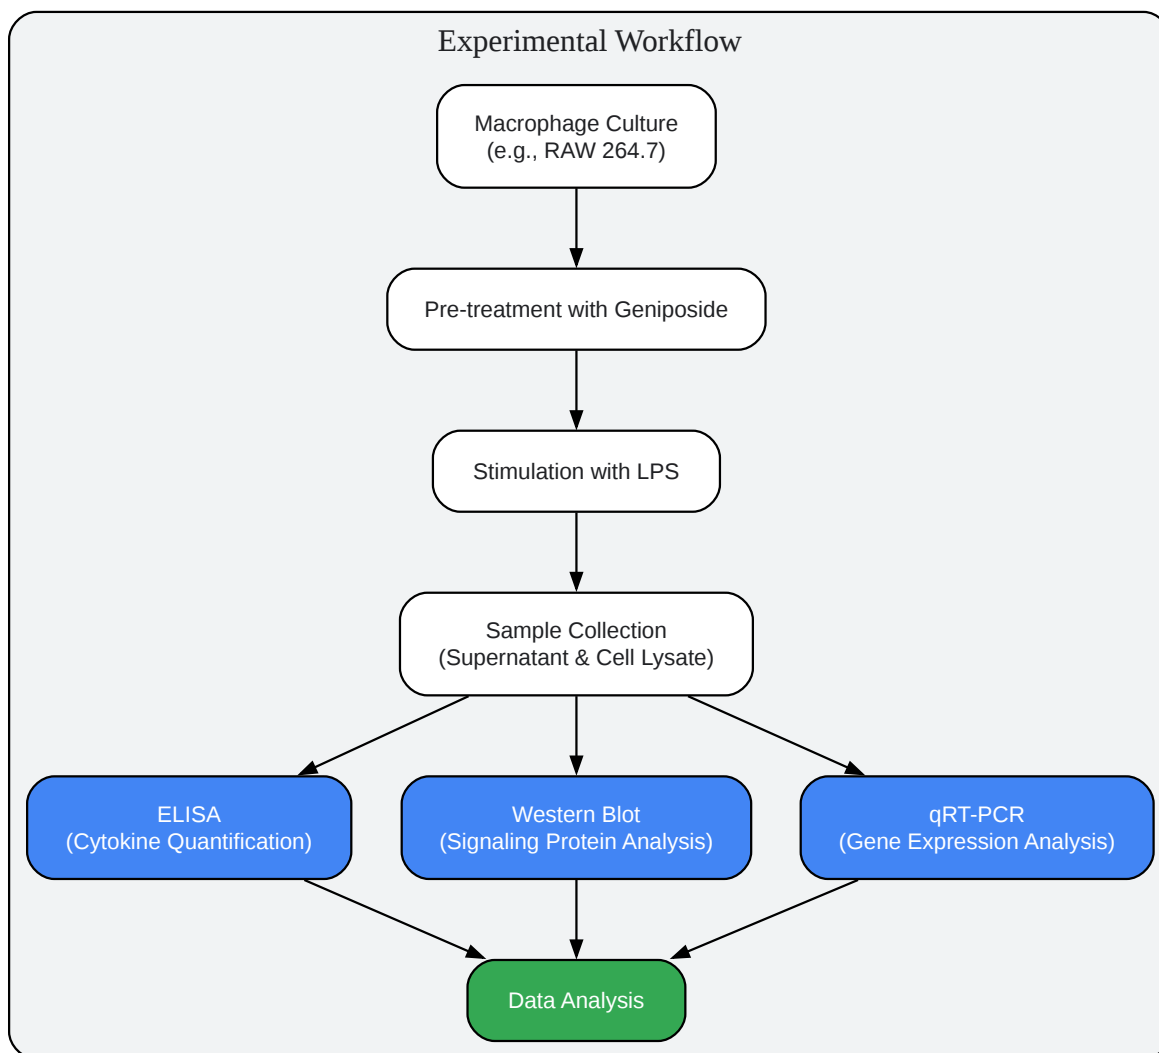 Experimental Workflow
Macrophage Culture
(e.g., RAW 264.7)
Pre-treatment with Geniposide
Stimulation with LPS
Sample Collection
(Supernatant & Cell Lysate)
ELISA
(Cytokine Quantification)
Western Blot
(Signaling Protein Analysis)
qRT-PCR
(Gene Expression Analysis)
Data Analysis